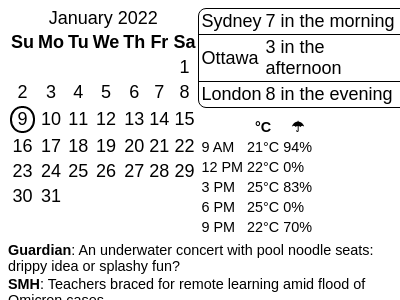 January 2022
Su Mo Tu We Th Fr Sa
1
2 3 4 5 6 7 8
9 10 11 12 13 14 15
16 17 18 19 20 21 22
23 24 25 26 27 28 29
30 31
Sydney 7 in the morning
Ottawa 3 in the
afternoon
London 8 in the evening
°C ☂
9 AM 21°C 94%
12 PM 22°C 0%
3 PM 25°C 83%
6 PM 25°C 0%
9 PM 22°C 70%
Guardian: An underwater concert with pool noodle seats:
drippy idea or splashy fun?
SMH: Teachers braced for remote learning amid flood of
Omicron cases